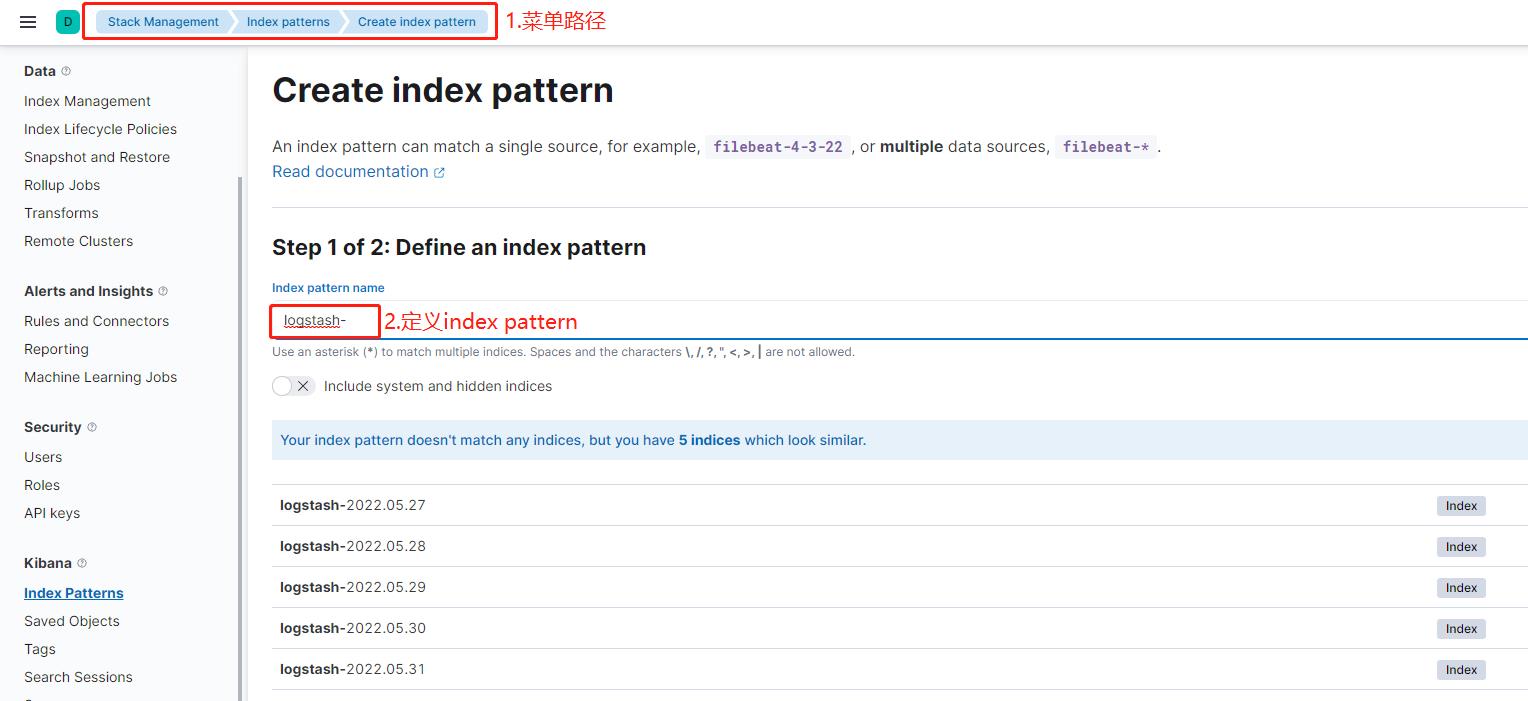 D Stack Management Index patterns Create index pattern 1.菜单路径
Data
Index Management
Index Lifecycle Policies
Snapshot and Restore
Rollup Jobs
Transforms
Remote Clusters
Alerts and Insights
Rules and Connectors
Reporting
Machine Learning Jobs
Security
Users
Roles
API keys
Kibana
Index Patterns
Saved Objects
Tags
Search Sessions
Create index pattern
An index pattern can match a single source, for example, filebeat-4-3-22 , or multiple data sources, filebeat-* .
Read documentation
Step 1 of 2: Define an index pattern
Index pattern name
logstash- 2.定义index pattern
Use an asterisk (*) to match multiple indices. Spaces and the characters \, /, ?, ", <, >, | are not allowed.
Include system and hidden indices
Your index pattern doesn't match any indices, but you have 5 indices which look similar.
logstash-2022.05.27 Index
logstash-2022.05.28 Index
logstash-2022.05.29 Index
logstash-2022.05.30 Index
logstash-2022.05.31 Index